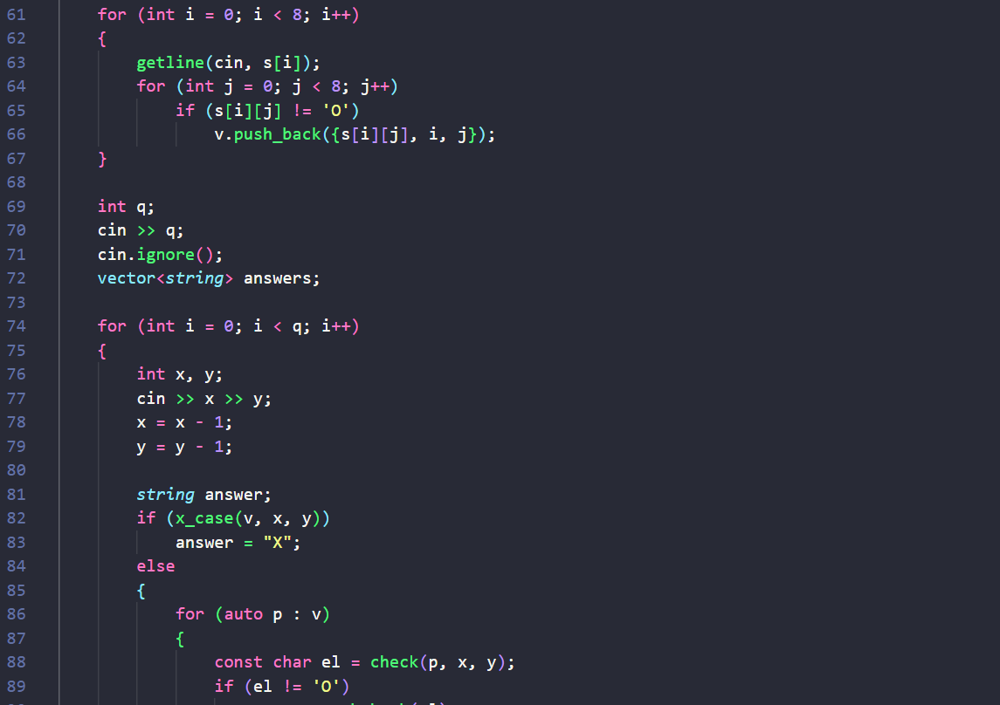 61 for (int i = 0; i < 8; i++)
62 {
63 getline(cin, s[i]);
64 for (int j = 0; j < 8; j++)
65 if (s[i][j] != 'O')
66 v.push_back({s[i][j], i, j});
67 }
68
69 int q;
70 cin >> q;
71 cin.ignore();
72 vector<string> answers;
73
74 for (int i = 0; i < q; i++)
75 {
76 int x, y;
77 cin >> x >> y;
78 x = x - 1;
79 y = y - 1;
80
81 string answer;
82 if (x_case(v, x, y))
83 answer = "X";
84 else
85 {
86 for (auto p : v)
87 {
88 const char el = check(p, x, y);
89 if (el != 'O')